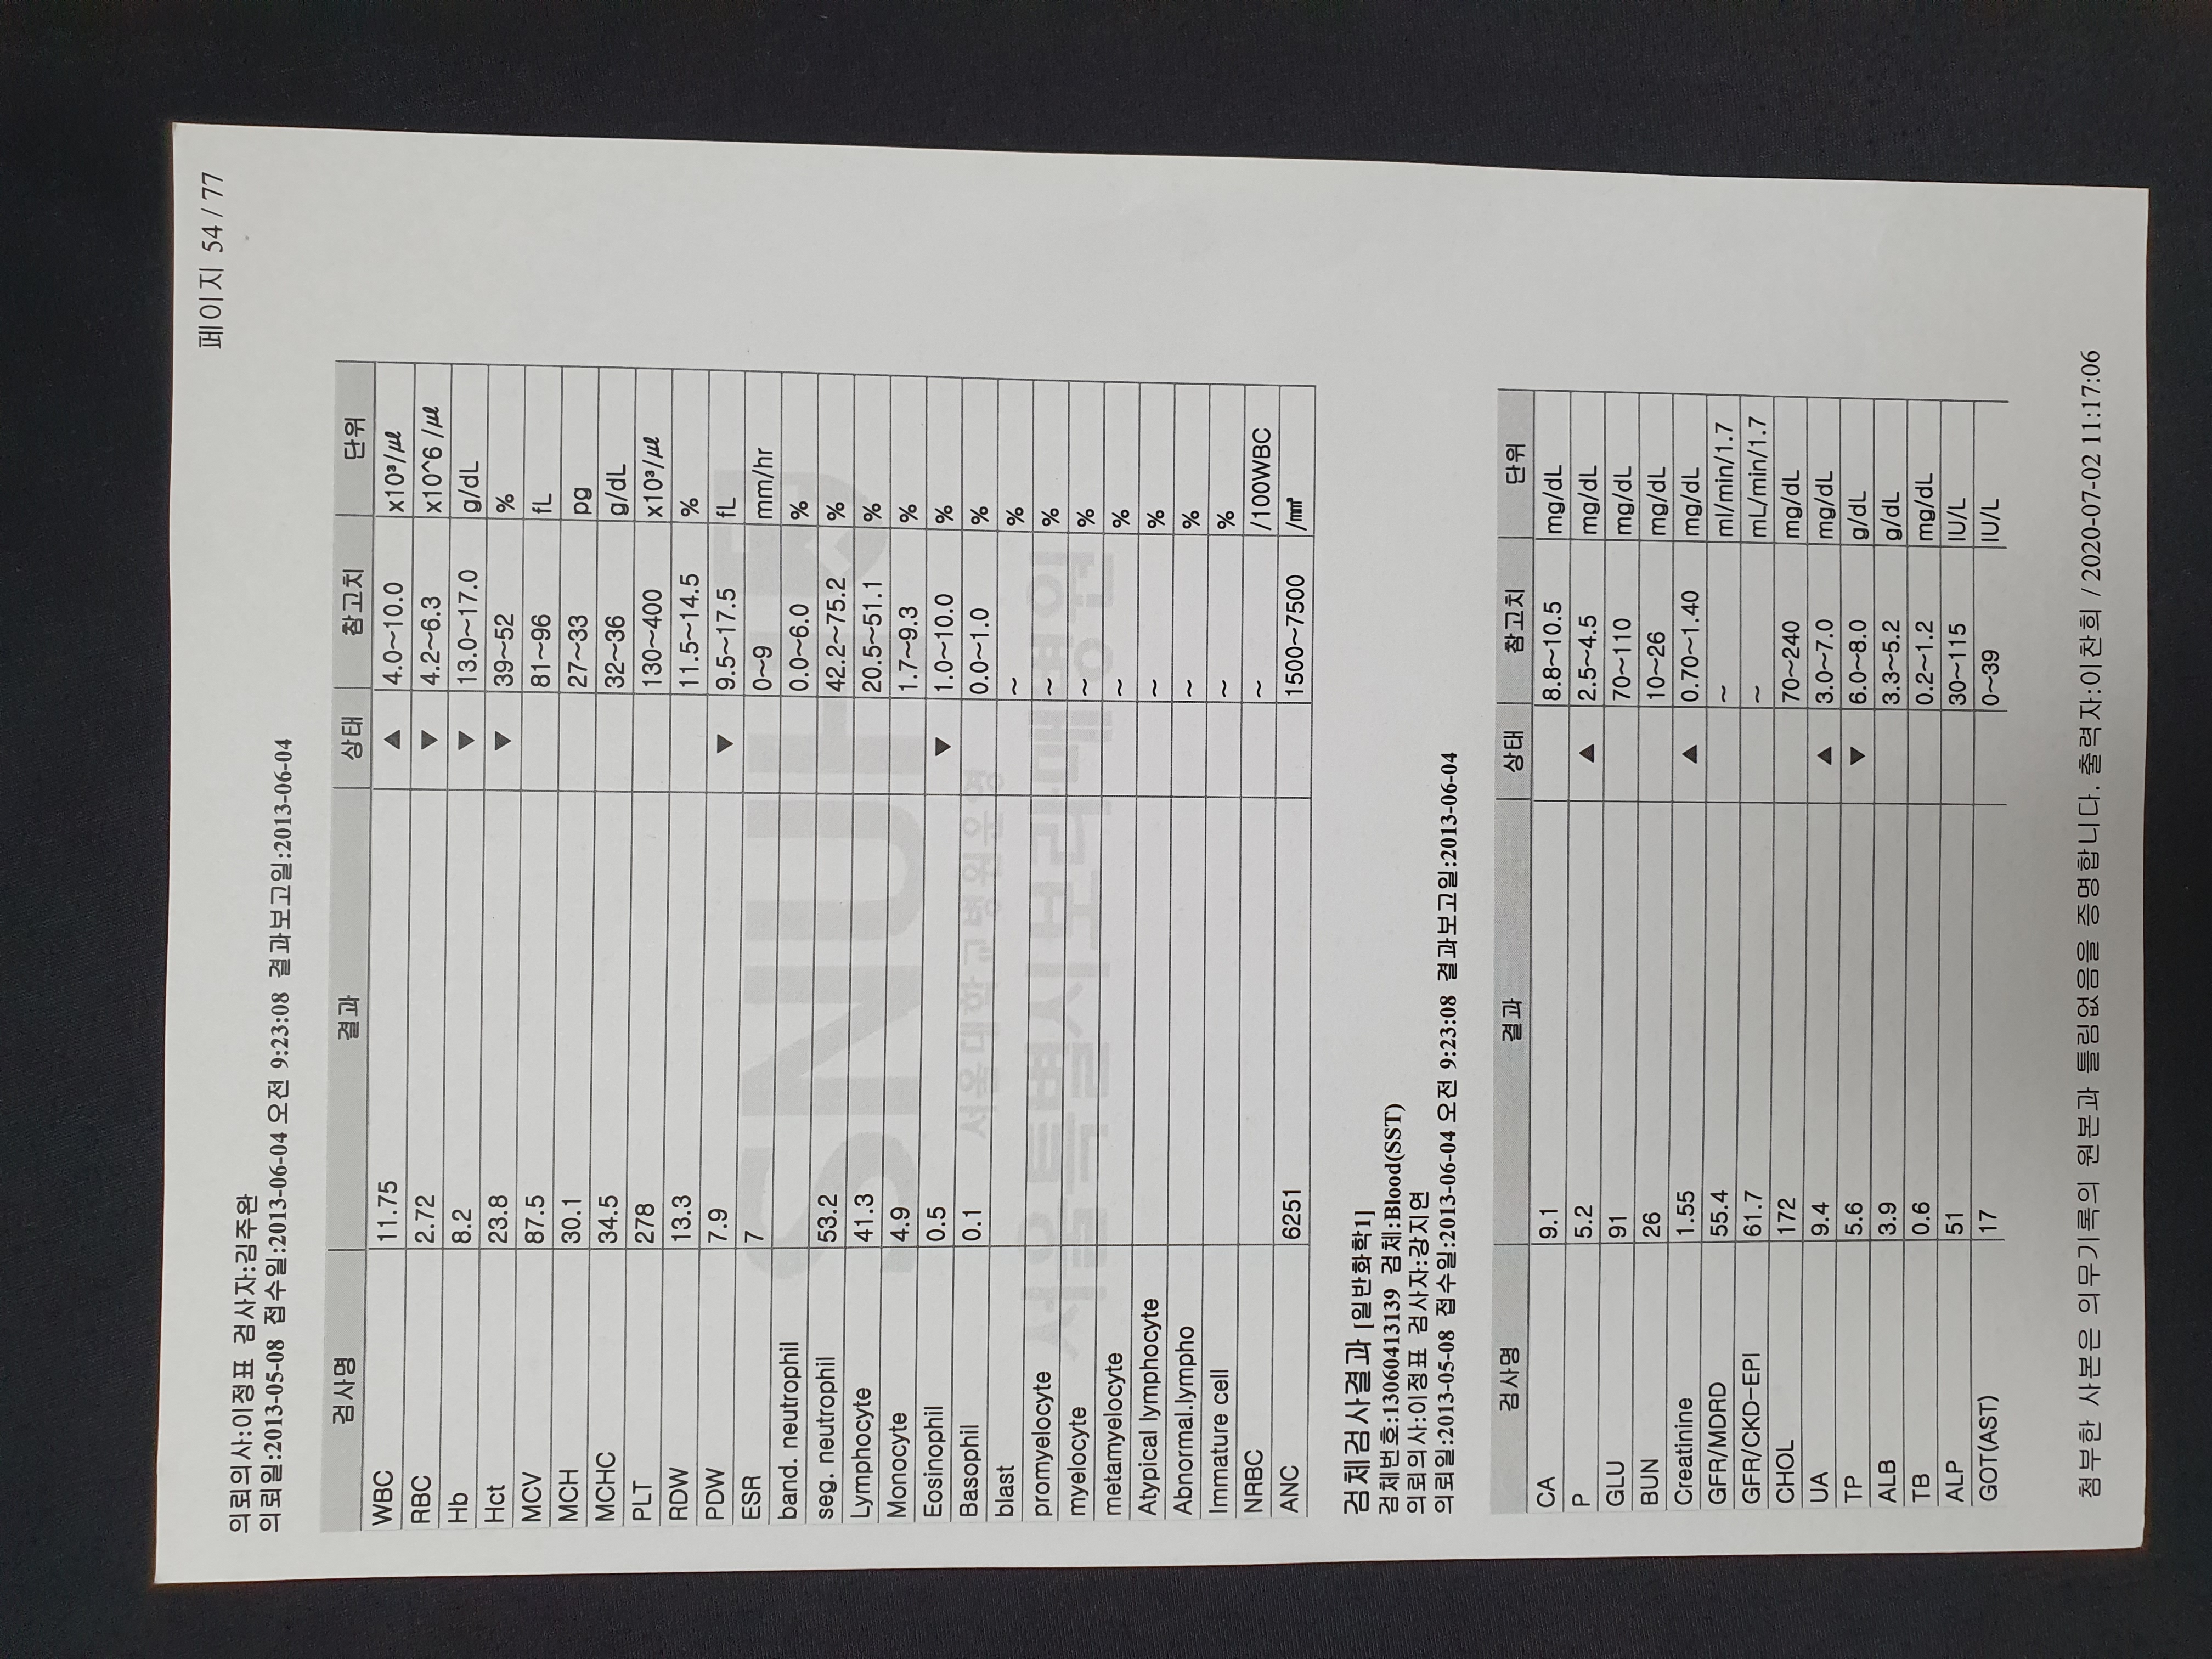 페이지 54 / 77
의뢰의사:이정표 검사자:김주완
의뢰일:2013-05-08 접수일:2013-06-04 오전 9:23:08 결과보고일:2013-06-04
검사명 결과 상태 참고치 단위
WBC 11.75 ▲ 4.0~10.0 x10³/㎕
RBC 2.72 ▼ 4.2~6.3 x10^6 /㎕
Hb 8.2 ▼ 13.0~17.0 g/dL
Hct 23.8 ▼ 39~52 %
MCV 87.5 81~96 fL
MCH 30.1 27~33 pg
MCHC 34.5 32~36 g/dL
PLT 278 130~400 x10³/㎕
RDW 13.3 11.5~14.5 %
PDW 7.9 ▼ 9.5~17.5 fL
ESR 7 0~9 mm/hr
band. neutrophil 0.0~6.0 %
seg. neutrophil 53.2 42.2~75.2 %
Lymphocyte 41.3 20.5~51.1 %
Monocyte 4.9 1.7~9.3 %
Eosinophil 0.5 ▼ 1.0~10.0 %
Basophil 0.1 0.0~1.0 %
blast ~ %
promyelocyte ~ %
myelocyte ~ %
metamyelocyte ~ %
Atypical lymphocyte ~ %
Abnormal.lympho ~ %
Immature cell ~ %
NRBC ~ /100WBC
ANC 6251 1500~7500 /㎣
SNUH
서울대학교병원운영
서울특별시보라매병원
검체검사결과 [일반화학1]
검체번호:13060413139 검체:Blood(SST)
의뢰의사:이정표 검사자:강지연
의뢰일:2013-05-08 접수일:2013-06-04 오전 9:23:08 결과보고일:2013-06-04
검사명 결과 상태 참고치 단위
CA 9.1 8.8~10.5 mg/dL
P 5.2 ▲ 2.5~4.5 mg/dL
GLU 91 70~110 mg/dL
BUN 26 10~26 mg/dL
Creatinine 1.55 ▲ 0.70~1.40 mg/dL
GFR/MDRD 55.4 ~ ml/min/1.7
GFR/CKD-EPI 61.7 ~ mL/min/1.7
CHOL 172 70~240 mg/dL
UA 9.4 ▲ 3.0~7.0 mg/dL
TP 5.6 ▼ 6.0~8.0 g/dL
ALB 3.9 3.3~5.2 g/dL
TB 0.6 0.2~1.2 mg/dL
ALP 51 30~115 IU/L
GOT(AST) 17 0~39 IU/L
첨부한 사본은 의무기록의 원본과 틀림없음을 증명합니다. 출력자:이찬희 / 2020-07-02 11:17:06